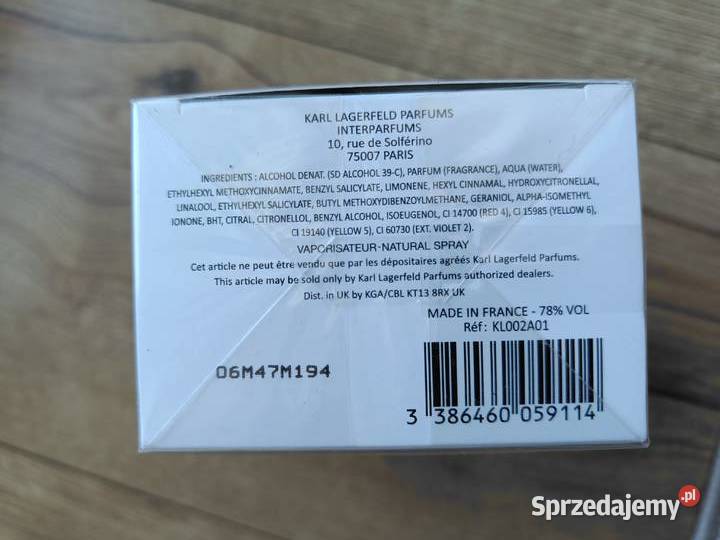 KARL LAGERFELD PARFUMS
INTERPARFUMS
10, rue de Solférino
75007 PARIS
INGREDIENTS : ALCOHOL DENAT. (SD ALCOHOL 39-C), PARFUM (FRAGRANCE), AQUA (WATER),
ETHYLHEXYL METHOXYCINNAMATE, BENZYL SALICYLATE, LIMONENE, HEXYL CINNAMAL, HYDROXYCITRONELLAL,
LINALOOL, ETHYLHEXYL SALICYLATE, BUTYL METHOXYDIBENZOYLMETHANE, GERANIOL, ALPHA-ISOMETHYL
IONONE, BHT, CITRAL, CITRONELLOL, BENZYL ALCOHOL, ISOEUGENOL, CI 14700 (RED 4), CI 15985 (YELLOW 6),
CI 19140 (YELLOW 5), CI 60730 (EXT. VIOLET 2).
VAPORISATEUR-NATURAL SPRAY
Cet article ne peut être vendu que par les dépositaires agréés Karl Lagerfeld Parfums.
This article may be sold only by Karl Lagerfeld Parfums authorized dealers.
Dist. in UK by KGA/CBL KT13 8RX UK
MADE IN FRANCE - 78% VOL
Réf: KL002A01
06M47M194
3 386460 059114
Sprzedajemy.pl